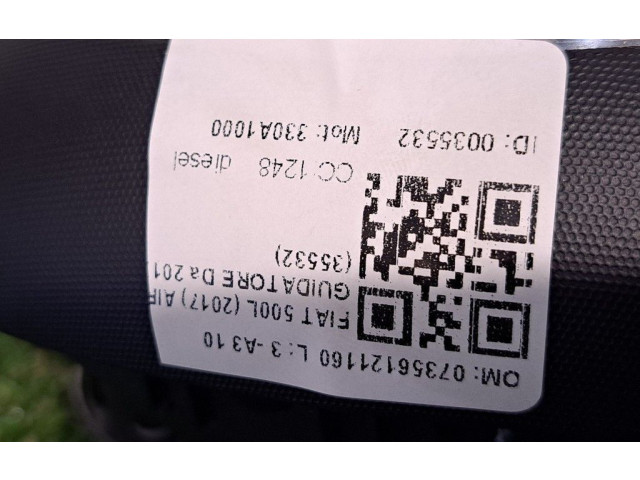 OM: 07356121160 L: 3 -A3 10
FIAT 500L (2017) AIR
GUIDATORE Da 201
(35532)
CC 1248 diesel
ID: 0035532 Mot: 330A1000